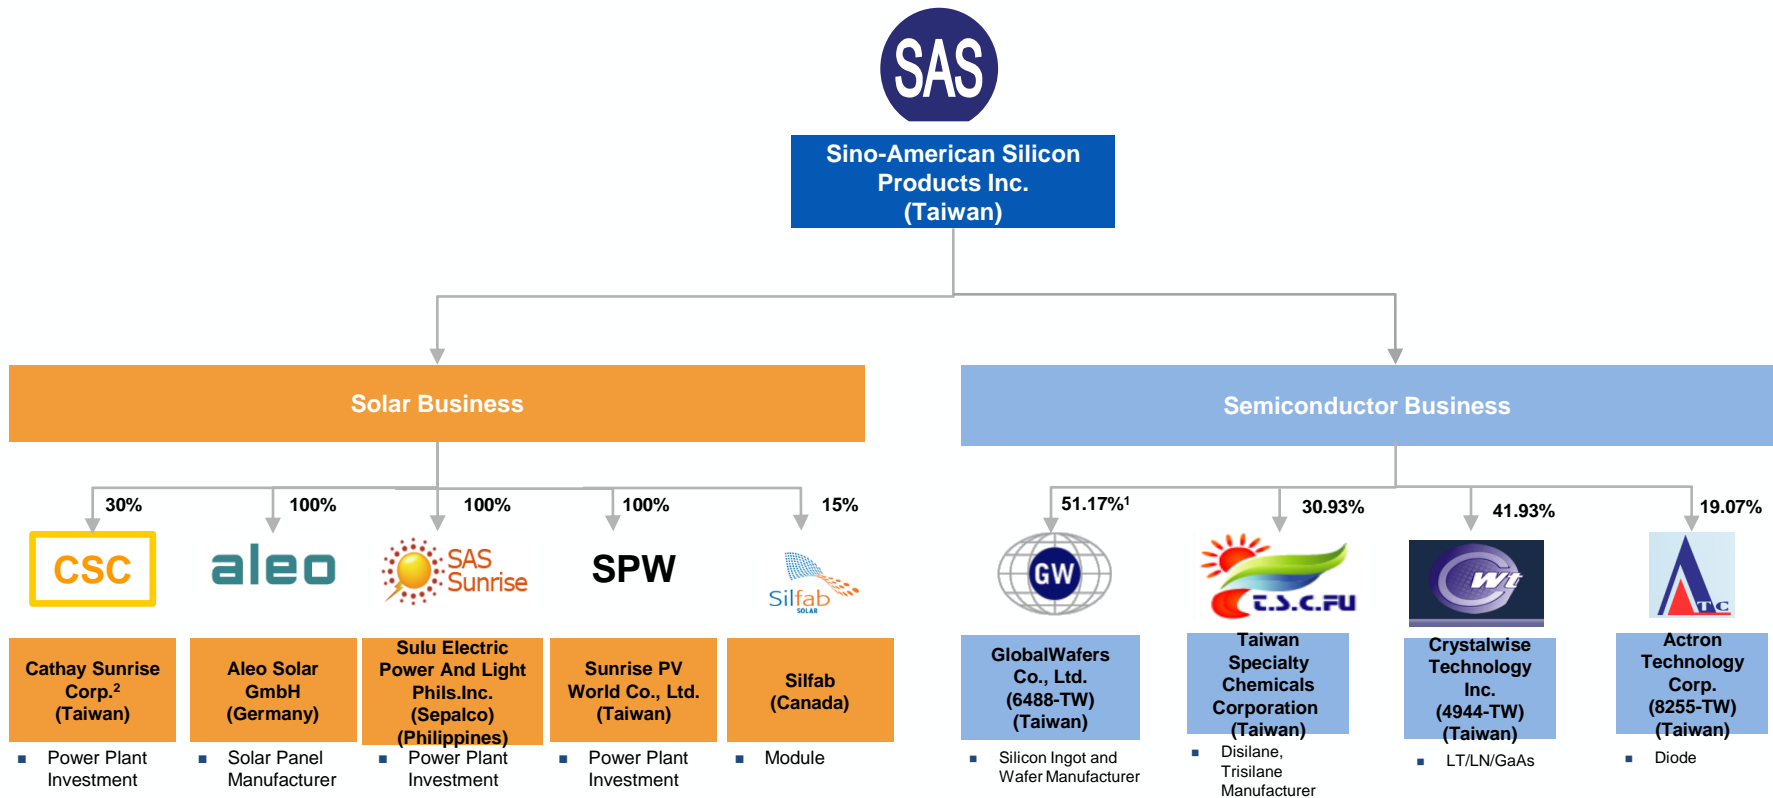 SAS
Sino-American Silicon
Products Inc.
(Taiwan)
Solar Business
Semiconductor Business
30%
100%
100%
100%
15%
51.17%1
30.93%
41.93%
19.07%
CSC
aleo
SAS
Sunrise
SPW
Silfab
SOLAR
GW
T.S.C.FU
CWt
ATC
Cathay Sunrise
Corp.2
(Taiwan)
Aleo Solar
GmbH
(Germany)
Sulu Electric
Power And Light
Phils.Inc.
(Sepalco)
(Philippines)
Sunrise PV
World Co., Ltd.
(Taiwan)
Silfab
(Canada)
GlobalWafers
Co., Ltd.
(6488-TW)
(Taiwan)
Taiwan
Specialty
Chemicals
Corporation
(Taiwan)
Crystalwise
Technology
Inc.
(4944-TW)
(Taiwan)
Actron
Technology
Corp.
(8255-TW)
(Taiwan)
Power Plant
Investment
Solar Panel
Manufacturer
Power Plant
Investment
Power Plant
Investment
Module
Silicon Ingot and
Wafer Manufacturer
Disilane,
Trisilane
Manufacturer
LT/LN/GaAs
Diode